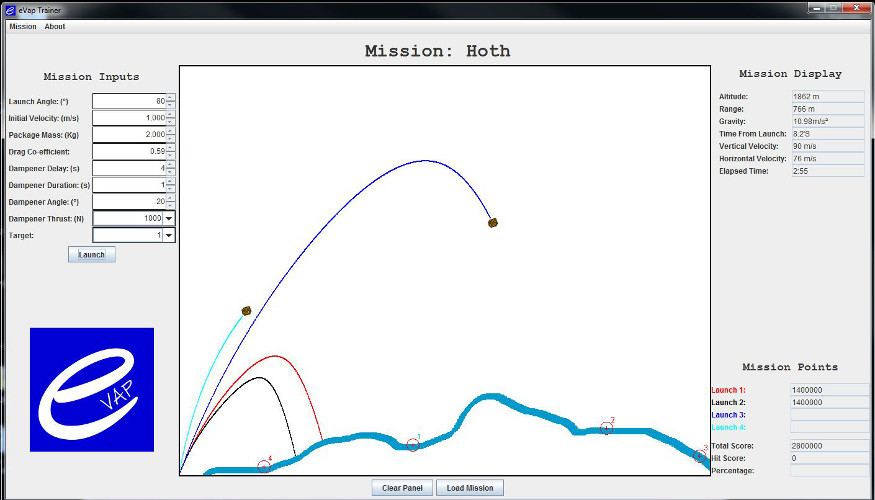 eVap Trainer
Mission About
Mission: Hoth
Mission Inputs
Launch Angle: (°) 80
Initial Velocity: (m/s) 1,000
Package Mass: (Kg) 2,000
Drag Co-efficient: 0.59
Dampener Delay: (s) 4
Dampener Duration: (s) 1
Dampener Angle: (°) 20
Dampener Thrust: (N) 1000
Target: 1
Launch
e VAP
4
1
7
3
Mission Display
Altitude: 1862 m
Range: 766 m
Gravity: 10.98m/s²
Time From Launch: 8.2'S
Vertical Velocity: 90 m/s
Horizontal Velocity: 76 m/s
Elapsed Time: 2:55
Mission Points
Launch 1: 1400000
Launch 2: 1400000
Launch 3:
Launch 4:
Total Score: 2800000
Hit Score: 0
Percentage:
Clear Panel Load Mission